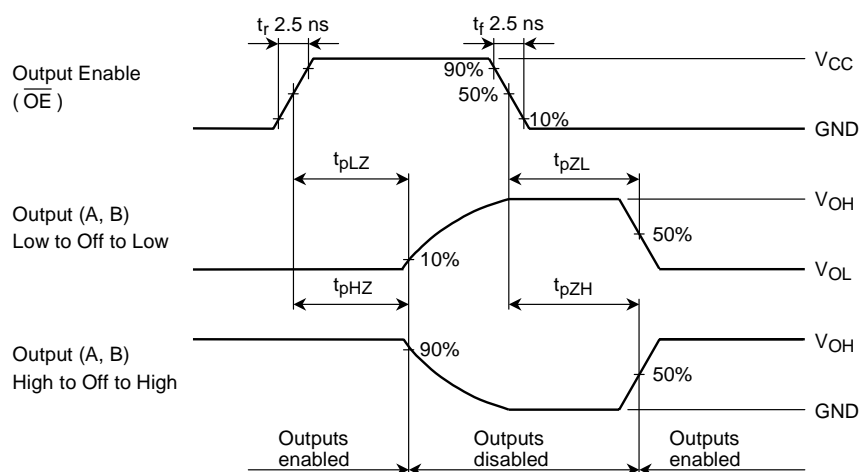 tr 2.5 ns
tf 2.5 ns
Output Enable
( OE )
90%
50%
10%
VCC
GND
tpLZ
tpZL
Output (A, B)
Low to Off to Low
10%
50%
VOH
VOL
tpHZ
tpZH
Output (A, B)
High to Off to High
90%
50%
VOH
GND
Outputs
enabled
Outputs
disabled
Outputs
enabled